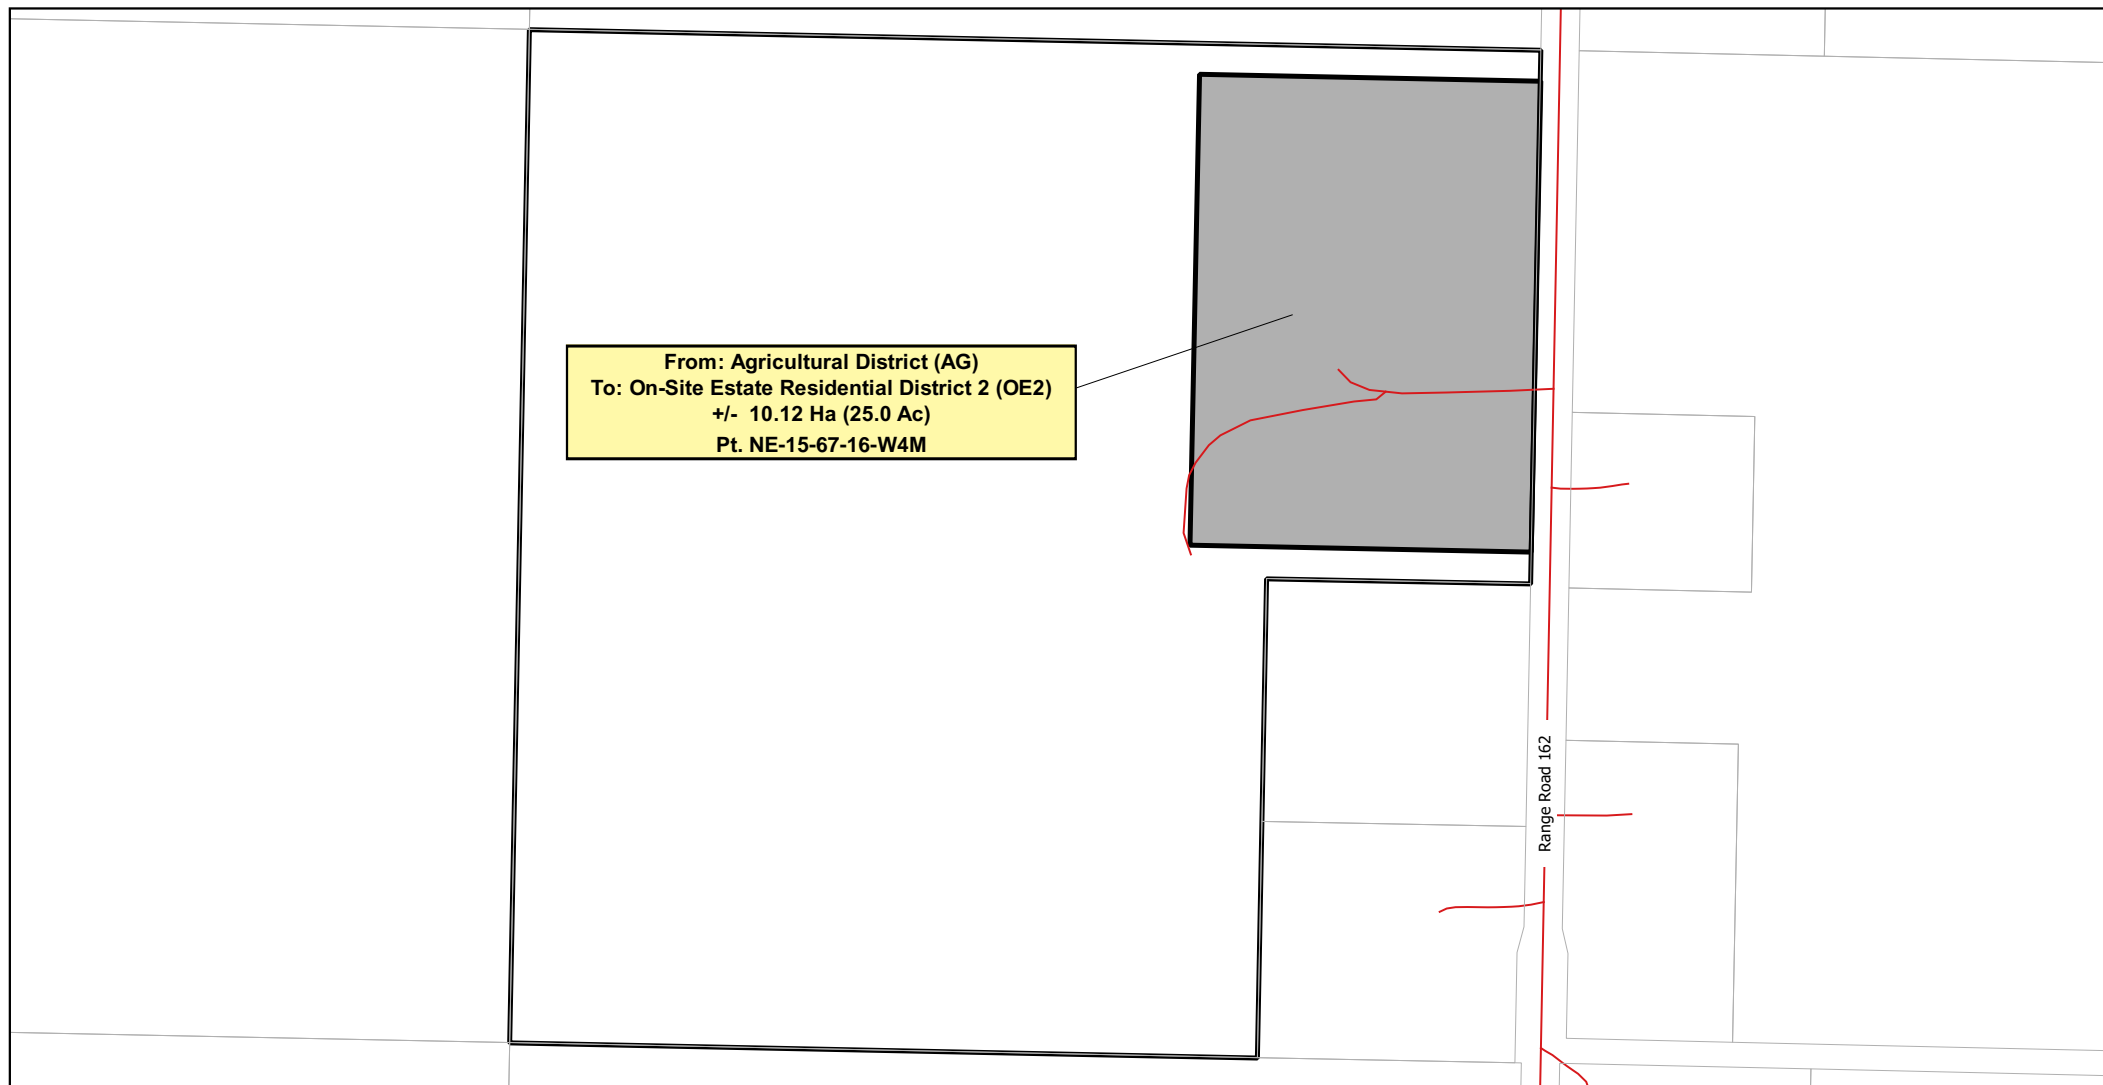 From: Agricultural District (AG)
To: On-Site Estate Residential District 2 (OE2)
+/-  10.12 Ha (25.0 Ac)
Pt. NE-15-67-16-W4M
Range Road 162